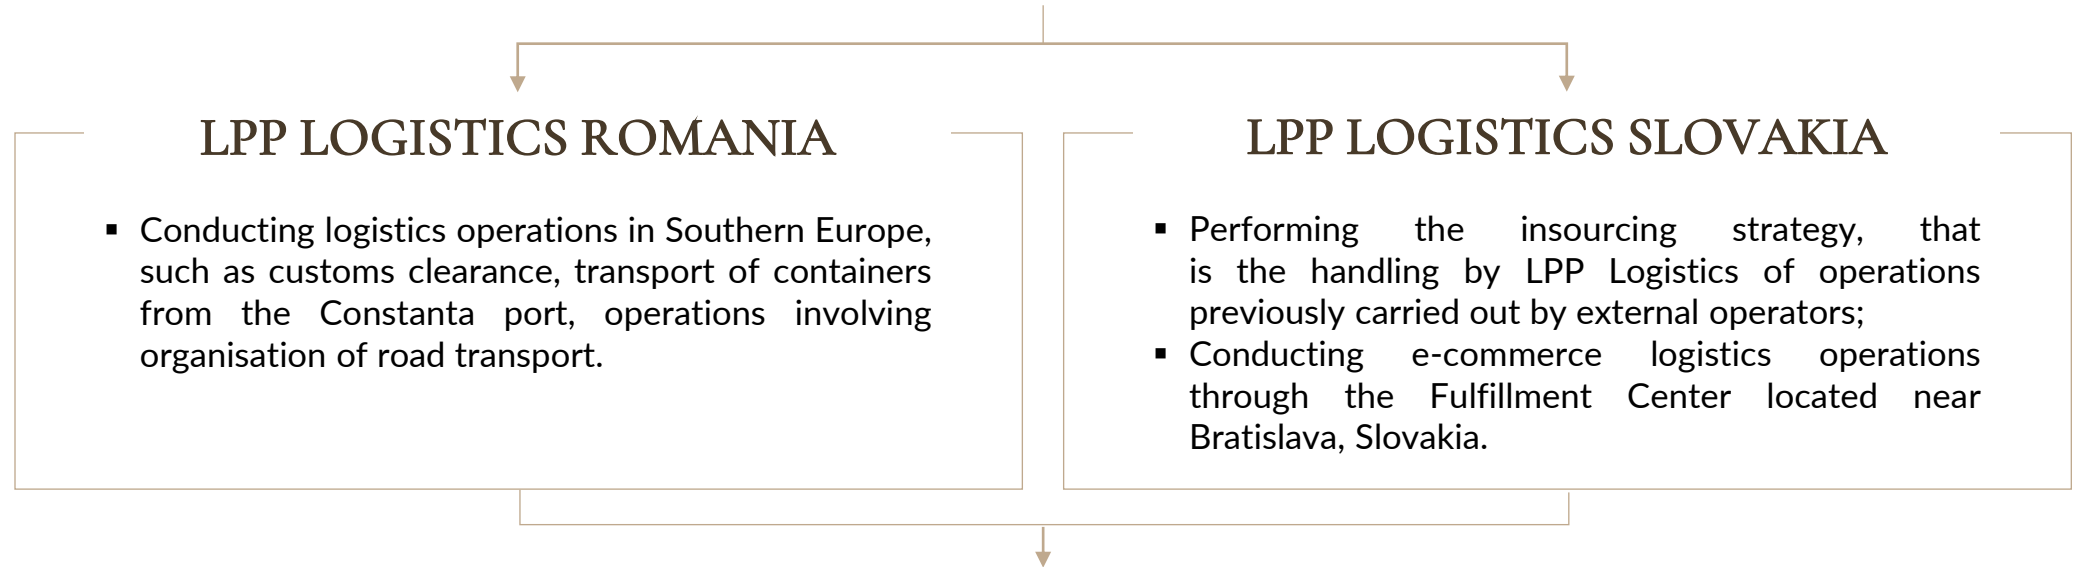 LPP LOGISTICS ROMANIA
▪ Conducting logistics operations in Southern Europe,
such as customs clearance, transport of containers
from the Constanta port, operations involving
organisation of road transport.
LPP LOGISTICS SLOVAKIA
▪ Performing the insourcing strategy, that
is the handling by LPP Logistics of operations
previously carried out by external operators;
▪ Conducting e-commerce logistics operations
through the Fulfillment Center located near
Bratislava, Slovakia.